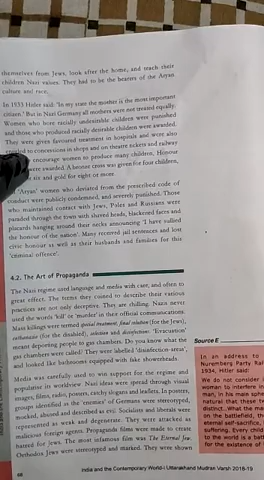 themselves from Jews, look after the home, and teach their
children Nazi values. They had to be the bearers of the Aryan
culture and race.
In 1933 Hitler said: 'In my state the mother is the most important
citizen.' But in Nazi Germany all mothers were not treated equally.
Women who bore racially undesirable children were punished
and those who produced racially desirable children were awarded.
They were given favoured treatment in hospitals and were also
entitled to concessions in shops and on theatre tickets and railway
encourage women to produce many children, Honour
were awarded. A bronze cross was given for four children,
six and gold for eight or more.
'Aryan' women who deviated from the prescribed code of
conduct were publicly condemned, and severely punished. Those
who maintained contact with Jews, Poles and Russians were
paraded through the town with shaved heads, blackened faces and
placards hanging around their necks announcing 'I have sullied
the honour of the nation'. Many received jail sentences and lost
civic honour as well as their husbands and families for this
'criminal offence'.
4.2. The Art of Propaganda
The Nazi regime used language and media with care, and often to
great effect. The terms they coined to describe their various
practices are not only deceptive. They are chilling. Nazis never
used the words 'kill' or 'murder' in their official communications.
Mass killings were termed special treatment, final solution (for the Jews),
euthanasia (for the disabled), selection and disinfection. 'Evacuation'
meant deporting people to gas chambers. Do you know what the
gas chambers were called? They were labelled 'disinfection-areas',
and looked like bathrooms equipped with fake showerheads.
Media was carefully used to win support for the regime and
popularise its worldview. Nazi ideas were spread through visual
images, films, radio, posters, catchy slogans and leaflets. In posters,
groups identified as the 'enemies' of Germans were stereotyped,
mocked, abused and described as evil. Socialists and liberals were
represented as weak and degenerate. They were attacked as
malicious foreign agents. Propaganda films were made to create
hatred for Jews. The most infamous film was The Eternal Jew.
Orthodox Jews were stereotyped and marked. They were shown
Source E
In an address to
Nuremberg Party Ral
1934, Hitler said:
We do not consider i
woman to interfere in
man, in his main sphe
natural that these tw
distinct...What the ma
on the battlefield, th
eternal self-sacrifice,
suffering. Every child
to the world is a batt
for the existence of
68
India and the Contemporary World-I Uttarakhand Mudran Varsh 2018-19